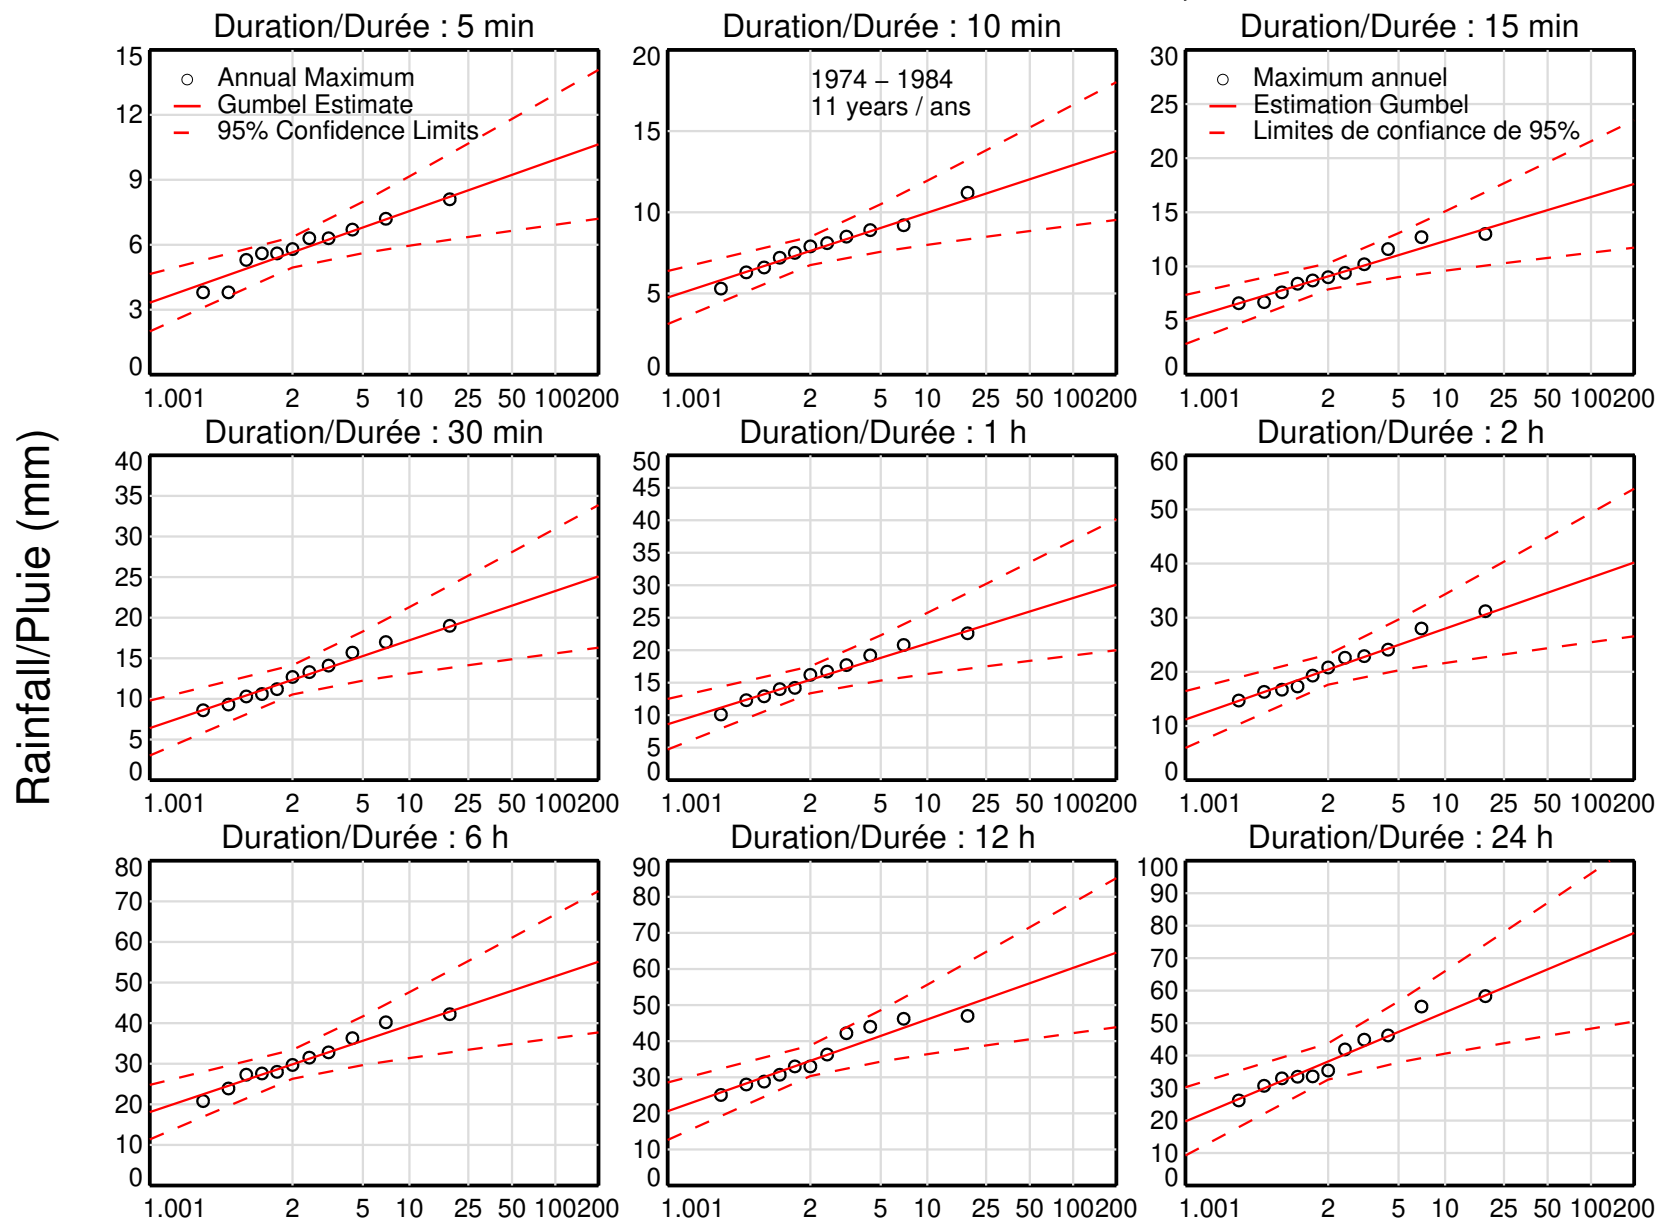 Duration/Durée : 5 min
15
12
9
6
3
0
○ Annual Maximum
— Gumbel Estimate
– 95% Confidence Limits
1.001 2 5 10 25 50 100200
Duration/Durée : 10 min
20
15
10
5
0
1974 – 1984
11 years / ans
1.001 2 5 10 25 50 100200
Duration/Durée : 15 min
30
25
20
15
10
5
0
○ Maximum annuel
— Estimation Gumbel
– Limites de confiance de 95%
1.001 2 5 10 25 50 100200
Rainfall/Pluie (mm)
Duration/Durée : 30 min
40
35
30
25
20
15
10
5
0
1.001 2 5 10 25 50 100200
Duration/Durée : 1 h
50
45
40
35
30
25
20
15
10
5
0
1.001 2 5 10 25 50 100200
Duration/Durée : 2 h
60
50
40
30
20
10
0
1.001 2 5 10 25 50 100200
Duration/Durée : 6 h
80
70
60
50
40
30
20
10
0
1.001 2 5 10 25 50 100200
Duration/Durée : 12 h
90
80
70
60
50
40
30
20
10
0
1.001 2 5 10 25 50 100200
Duration/Durée : 24 h
100
90
80
70
60
50
40
30
20
10
0
1.001 2 5 10 25 50 100200